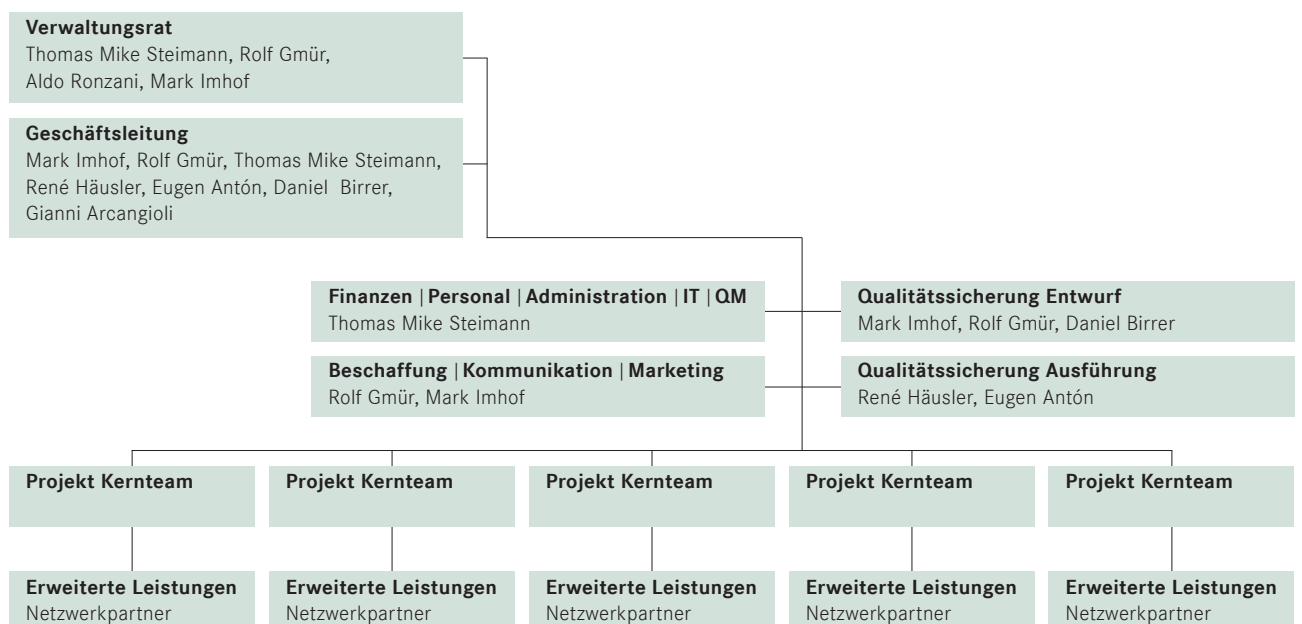 Verwaltungsrat
Thomas Mike Steimann, Rolf Gmür,
Aldo Ronzani, Mark Imhof
Geschäftsleitung
Mark Imhof, Rolf Gmür, Thomas Mike Steimann,
René Häusler, Eugen Antón, Daniel Birrer,
Gianni Arcangioli
Finanzen | Personal | Administration | IT | QM
Thomas Mike Steimann
Qualitätssicherung Entwurf
Mark Imhof, Rolf Gmür, Daniel Birrer
Beschaffung | Kommunikation | Marketing
Rolf Gmür, Mark Imhof
Qualitätssicherung Ausführung
René Häusler, Eugen Antón
Projekt Kernteam
Projekt Kernteam
Projekt Kernteam
Projekt Kernteam
Projekt Kernteam
Erweiterte Leistungen
Netzwerkpartner
Erweiterte Leistungen
Netzwerkpartner
Erweiterte Leistungen
Netzwerkpartner
Erweiterte Leistungen
Netzwerkpartner
Erweiterte Leistungen
Netzwerkpartner